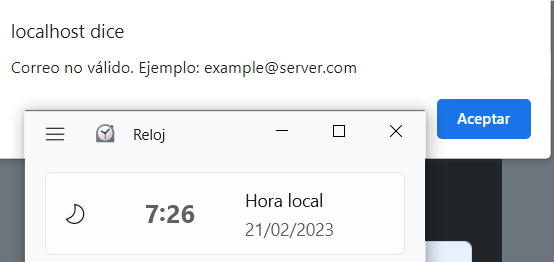 localhost dice
Correo no válido. Ejemplo: example@server.com
Aceptar
Reloj
7:26
Hora local
21/02/2023